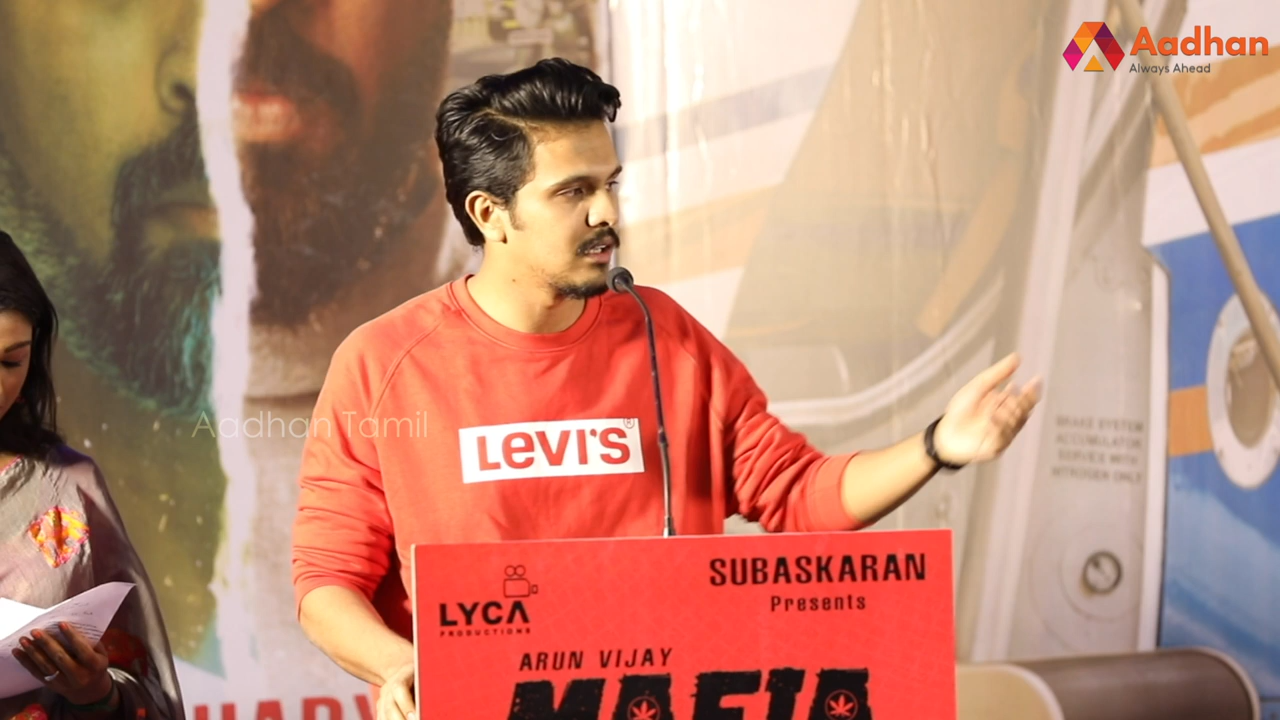 Aadhan
Always Ahead
Aadhan Tamil
LEVI'S®
BRAKE SYSTEM
ACCUMULATOR
SERVICE WITH
NITROGEN ONLY
SUBASKARAN
Presents
LYCA
PRODUCTIONS
ARUN VIJAY
MAFIA